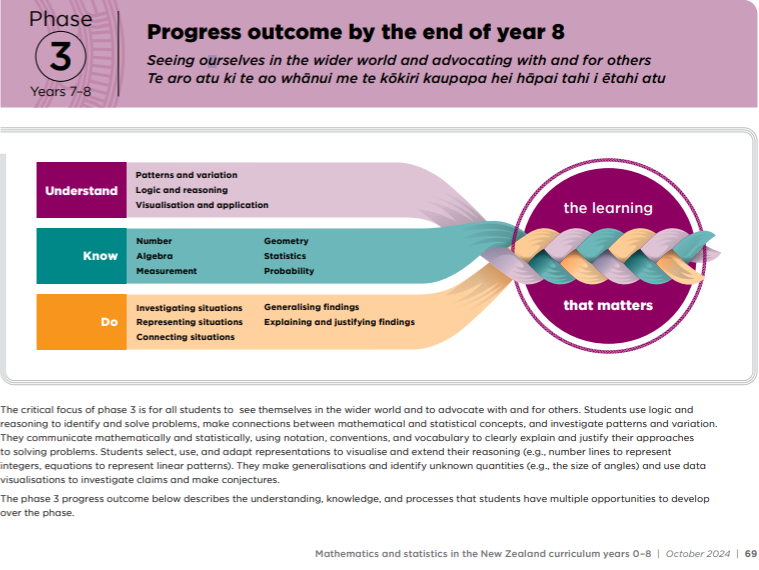 Phase
3
Years 7–8
Progress outcome by the end of year 8
Seeing ourselves in the wider world and advocating with and for others
Te aro atu ki te ao whānui me te kōkiri kaupapa hei hāpai tahi i ētahi atu
Understand
Patterns and variation
Logic and reasoning
Visualisation and application
Know
Number
Algebra
Measurement
Geometry
Statistics
Probability
Do
Investigating situations
Representing situations
Connecting situations
Generalising findings
Explaining and justifying findings
the learning
that matters
The critical focus of phase 3 is for all students to see themselves in the wider world and to advocate with and for others. Students use logic and
reasoning to identify and solve problems, make connections between mathematical and statistical concepts, and investigate patterns and variation.
They communicate mathematically and statistically, using notation, conventions, and vocabulary to clearly explain and justify their approaches
to solving problems. Students select, use, and adapt representations to visualise and extend their reasoning (e.g., number lines to represent
integers, equations to represent linear patterns). They make generalisations and identify unknown quantities (e.g., the size of angles) and use data
visualisations to investigate claims and make conjectures.
The phase 3 progress outcome below describes the understanding, knowledge, and processes that students have multiple opportunities to develop
over the phase.
Mathematics and statistics in the New Zealand curriculum years 0–8 | October 2024 | 69